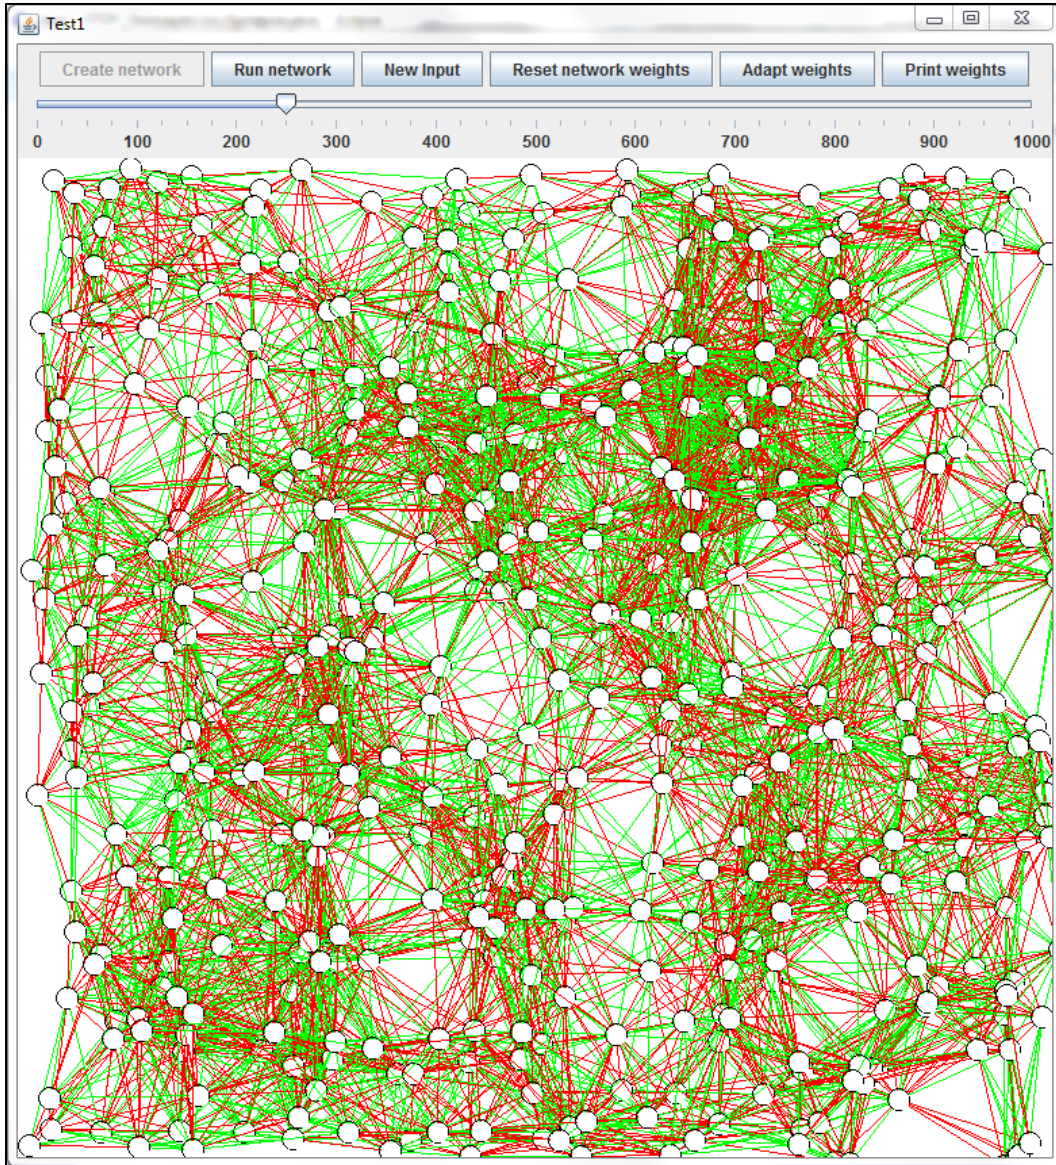 Test1
Create network Run network New Input Reset network weights Adapt weights Print weights
0 100 200 300 400 500 600 700 800 900 1000